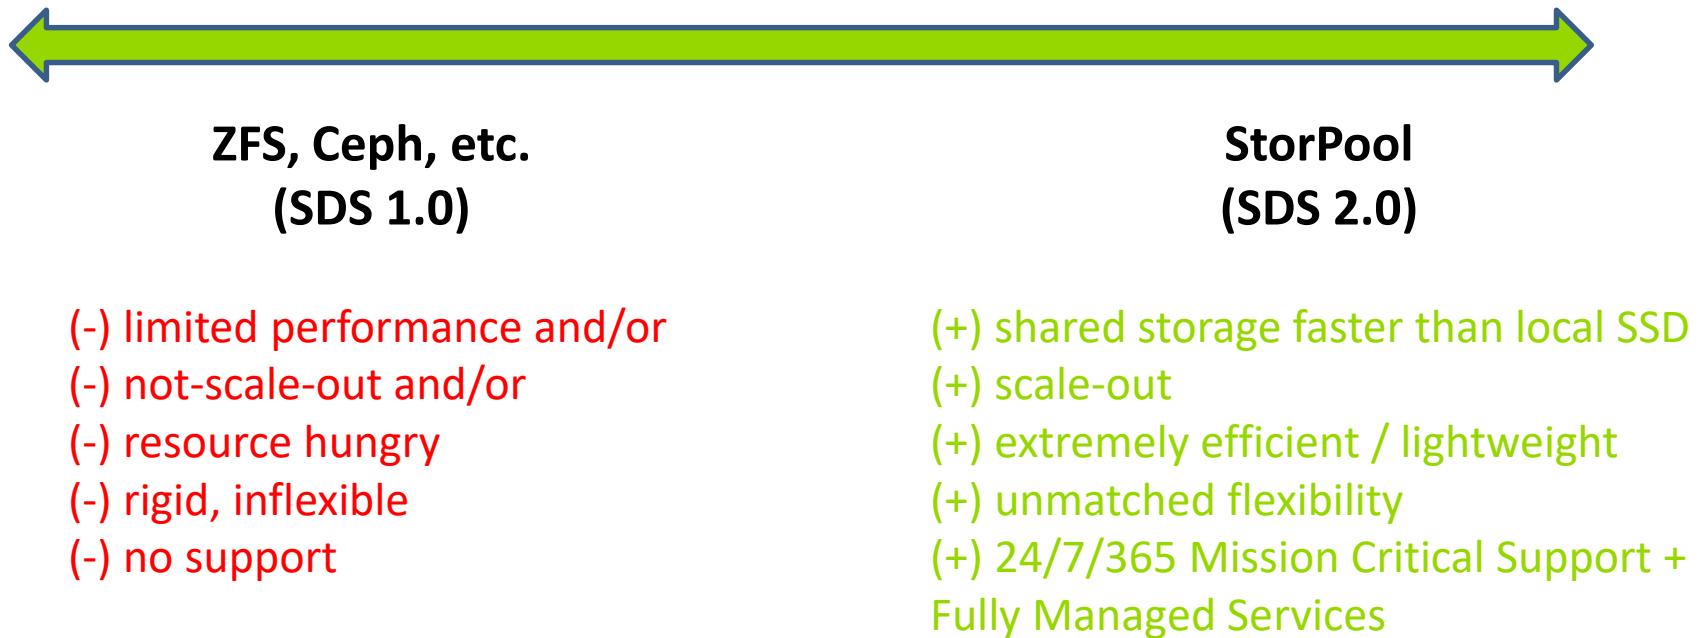 ZFS, Ceph, etc.
(SDS 1.0)
(-) limited performance and/or
(-) not-scale-out and/or
(-) resource hungry
(-) rigid, inflexible
(-) no support
StorPool
(SDS 2.0)
(+) shared storage faster than local SSD
(+) scale-out
(+) extremely efficient / lightweight
(+) unmatched flexibility
(+) 24/7/365 Mission Critical Support +
Fully Managed Services